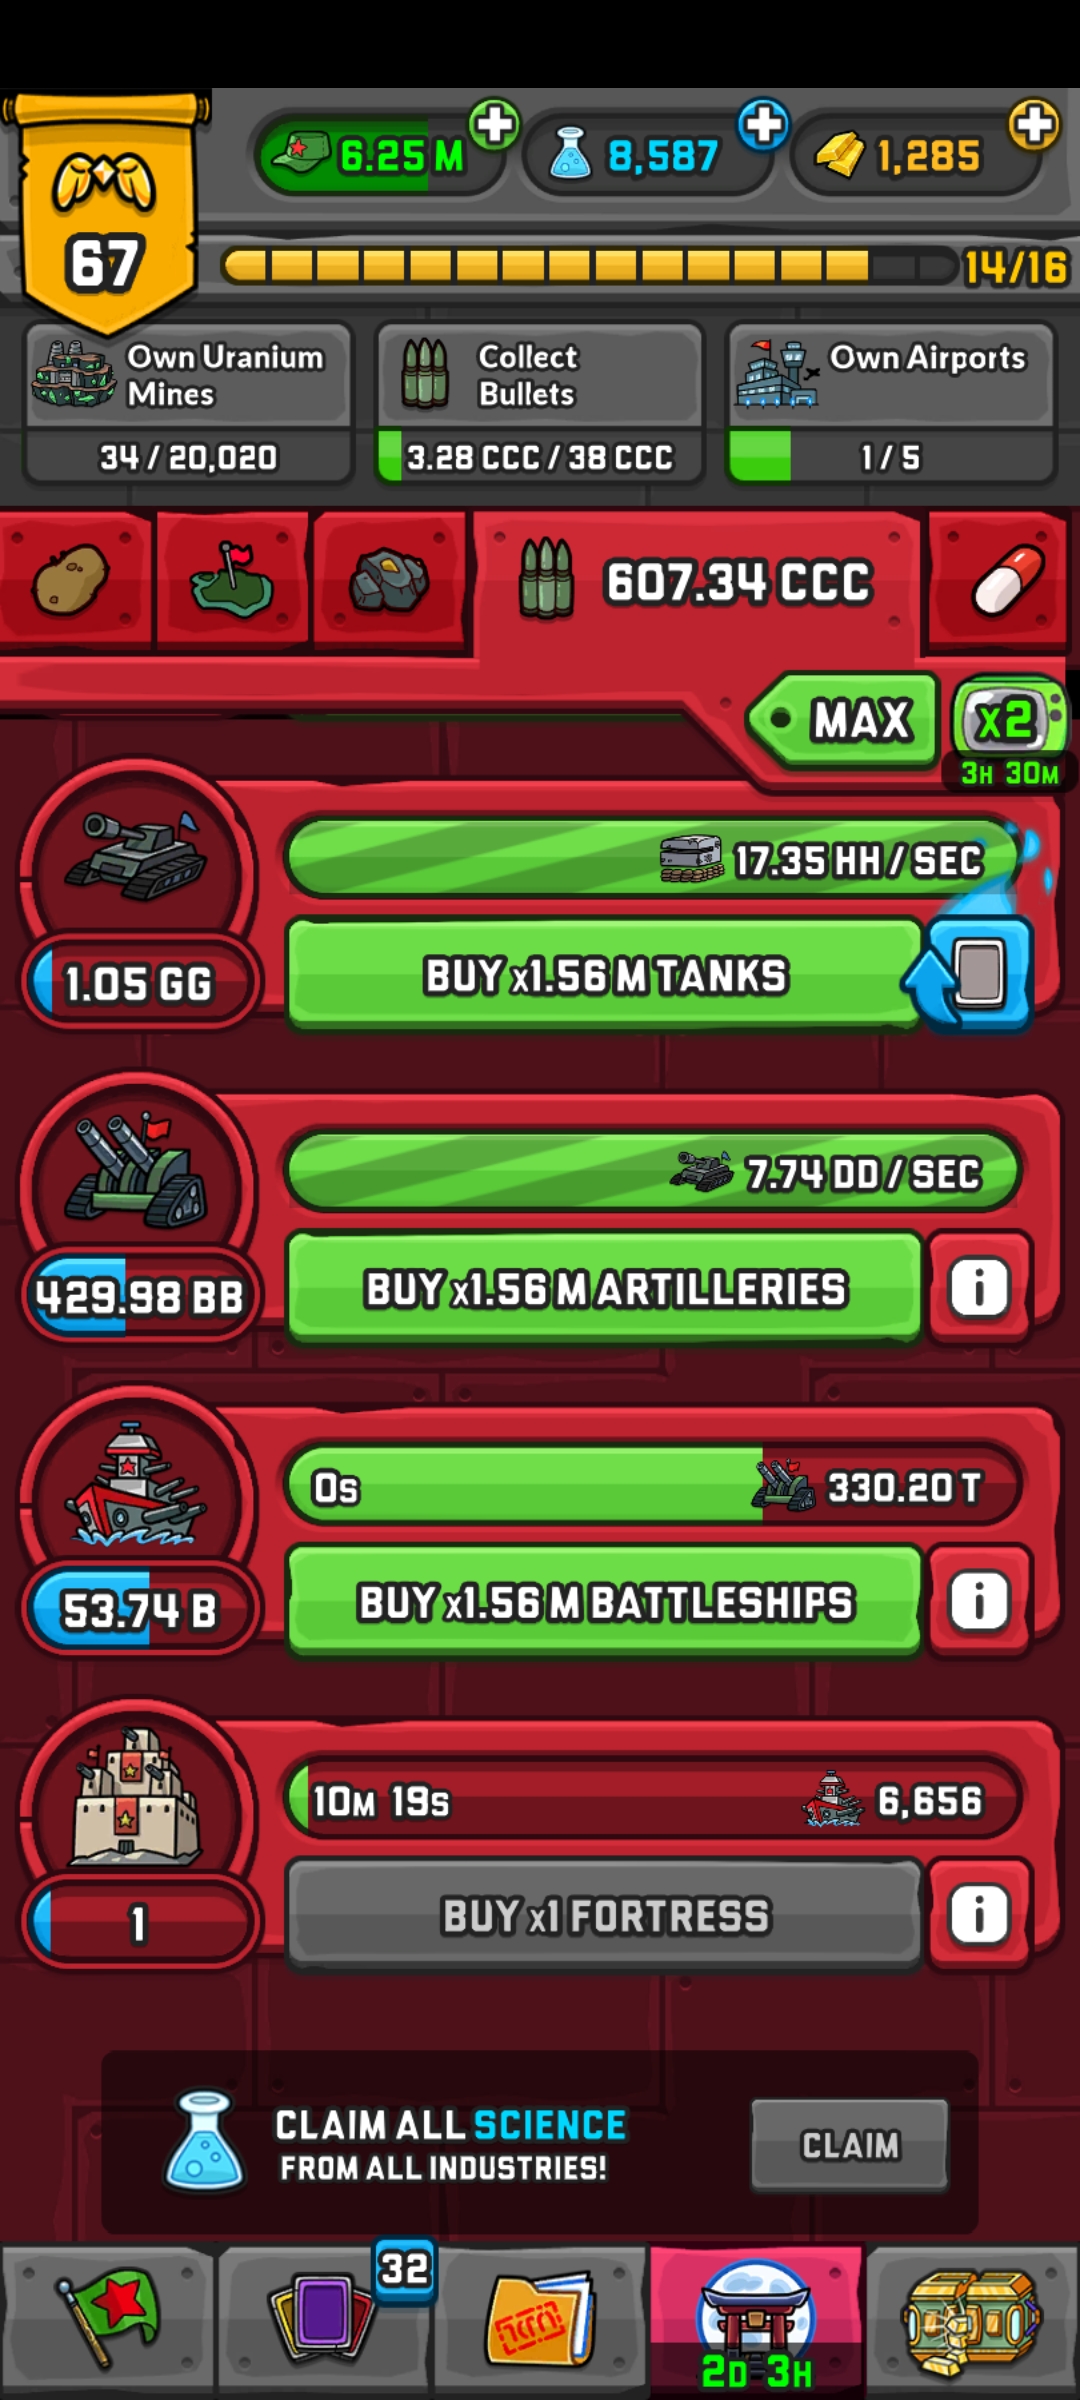 67
6.25 M
8,587
1,285
14/16
Own Uranium
Mines
34 / 20,020
Collect
Bullets
3.28 CCC / 38 CCC
Own Airports
1 / 5
607.34 CCC
MAX
x2
3H 30M
17.35 HH / SEC
1.05 GG
BUY x1.56 M TANKS
7.74 DD / SEC
429.98 BB
BUY x1.56 M ARTILLERIES
i
0s
330.20 T
53.74 B
BUY x1.56 M BATTLESHIPS
i
10M 19S
6,656
1
BUY x1 FORTRESS
i
CLAIM ALL SCIENCE
FROM ALL INDUSTRIES!
CLAIM
32
2D 3H